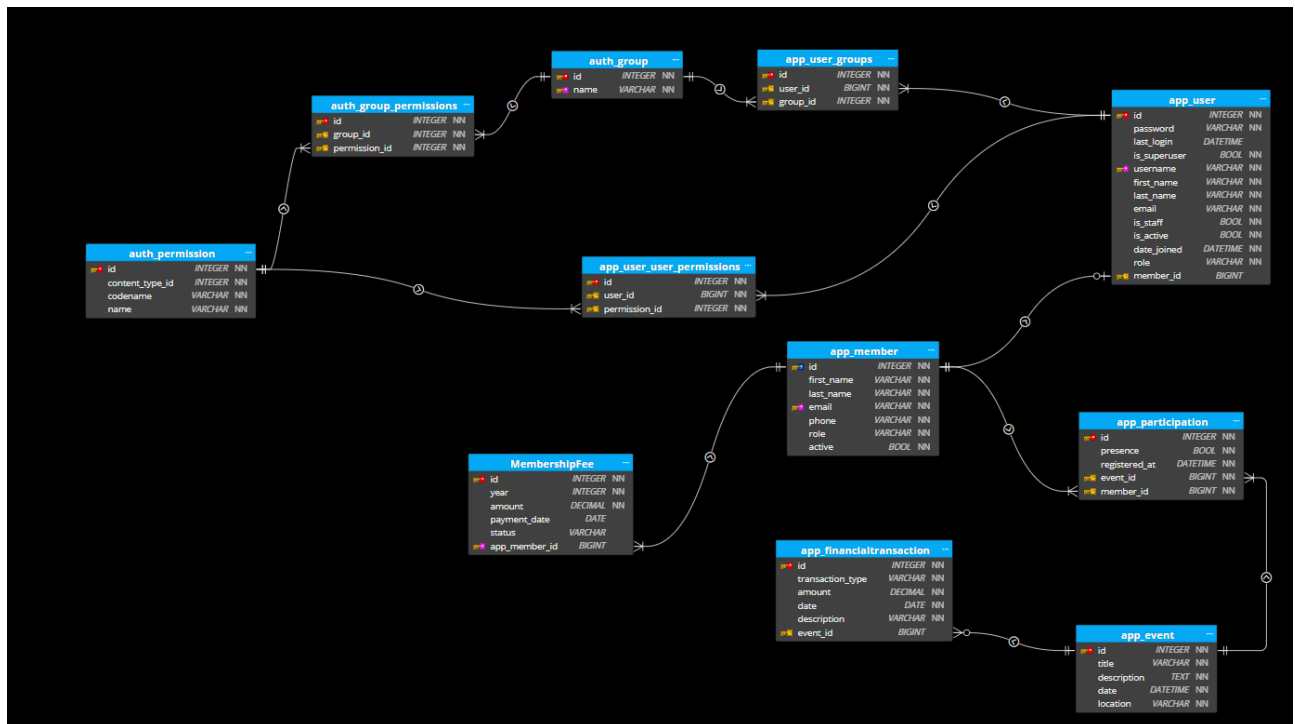 auth_group ...
id INTEGER NN
name VARCHAR NN
app_user_groups ...
id INTEGER NN
user_id BIGINT NN
group_id INTEGER NN
auth_group_permissions ...
id INTEGER NN
group_id INTEGER NN
permission_id INTEGER NN
app_user ...
id INTEGER NN
password VARCHAR NN
last_login DATETIME
is_superuser BOOL NN
username VARCHAR NN
first_name VARCHAR NN
last_name VARCHAR NN
email VARCHAR NN
is_staff BOOL NN
is_active BOOL NN
date_joined DATETIME NN
role VARCHAR NN
member_id BIGINT
auth_permission ...
id INTEGER NN
content_type_id INTEGER NN
codename VARCHAR NN
name VARCHAR NN
app_user_user_permissions ...
id INTEGER NN
user_id BIGINT NN
permission_id INTEGER NN
app_member ...
id INTEGER NN
first_name VARCHAR NN
last_name VARCHAR NN
email VARCHAR NN
phone VARCHAR NN
role VARCHAR NN
active BOOL NN
app_participation ...
id INTEGER NN
presence BOOL NN
registered_at DATETIME NN
event_id BIGINT NN
member_id BIGINT NN
MembershipFee ...
id INTEGER NN
year INTEGER NN
amount DECIMAL NN
payment_date DATE
status VARCHAR
app_member_id BIGINT
app_financialtransaction ...
id INTEGER NN
transaction_type VARCHAR NN
amount DECIMAL NN
date DATE NN
description VARCHAR NN
event_id BIGINT
app_event ...
id INTEGER NN
title VARCHAR NN
description TEXT NN
date DATETIME NN
location VARCHAR NN